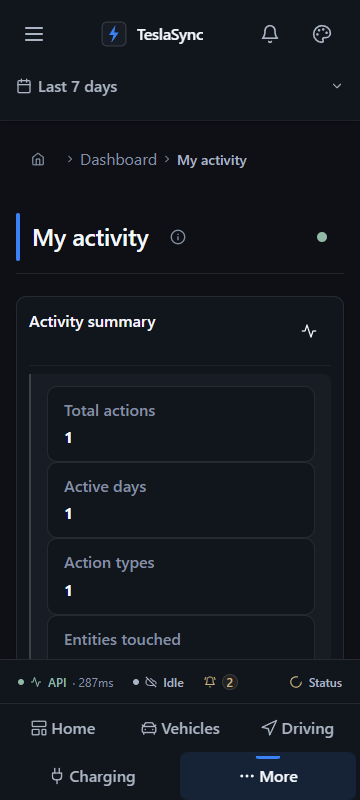 TeslaSync
Last 7 days
Dashboard My activity
My activity
Activity summary
Total actions
1
Active days
1
Action types
1
Entities touched
API · 287ms Idle 2 Status
Home Vehicles Driving
Charging More